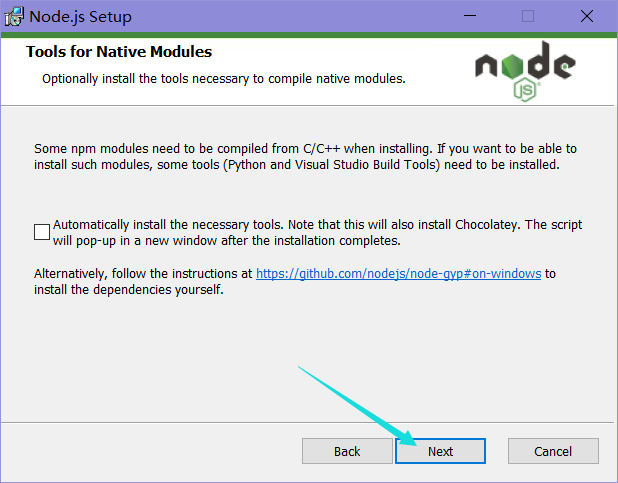 Node.js Setup
Tools for Native Modules
Optionally install the tools necessary to compile native modules.
node
JS
Some npm modules need to be compiled from C/C++ when installing. If you want to be able to
install such modules, some tools (Python and Visual Studio Build Tools) need to be installed.
Automatically install the necessary tools. Note that this will also install Chocolatey. The script
will pop-up in a new window after the installation completes.
Alternatively, follow the instructions at https://github.com/nodejs/node-gyp#on-windows to
install the dependencies yourself.
Back Next Cancel